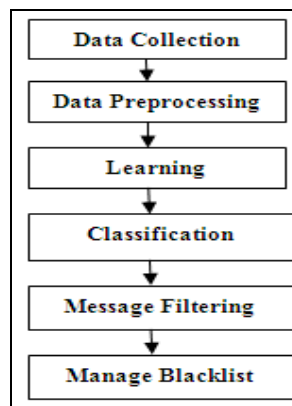 Data Collection
Data Preprocessing
Learning
Classification
Message Filtering
Manage Blacklist